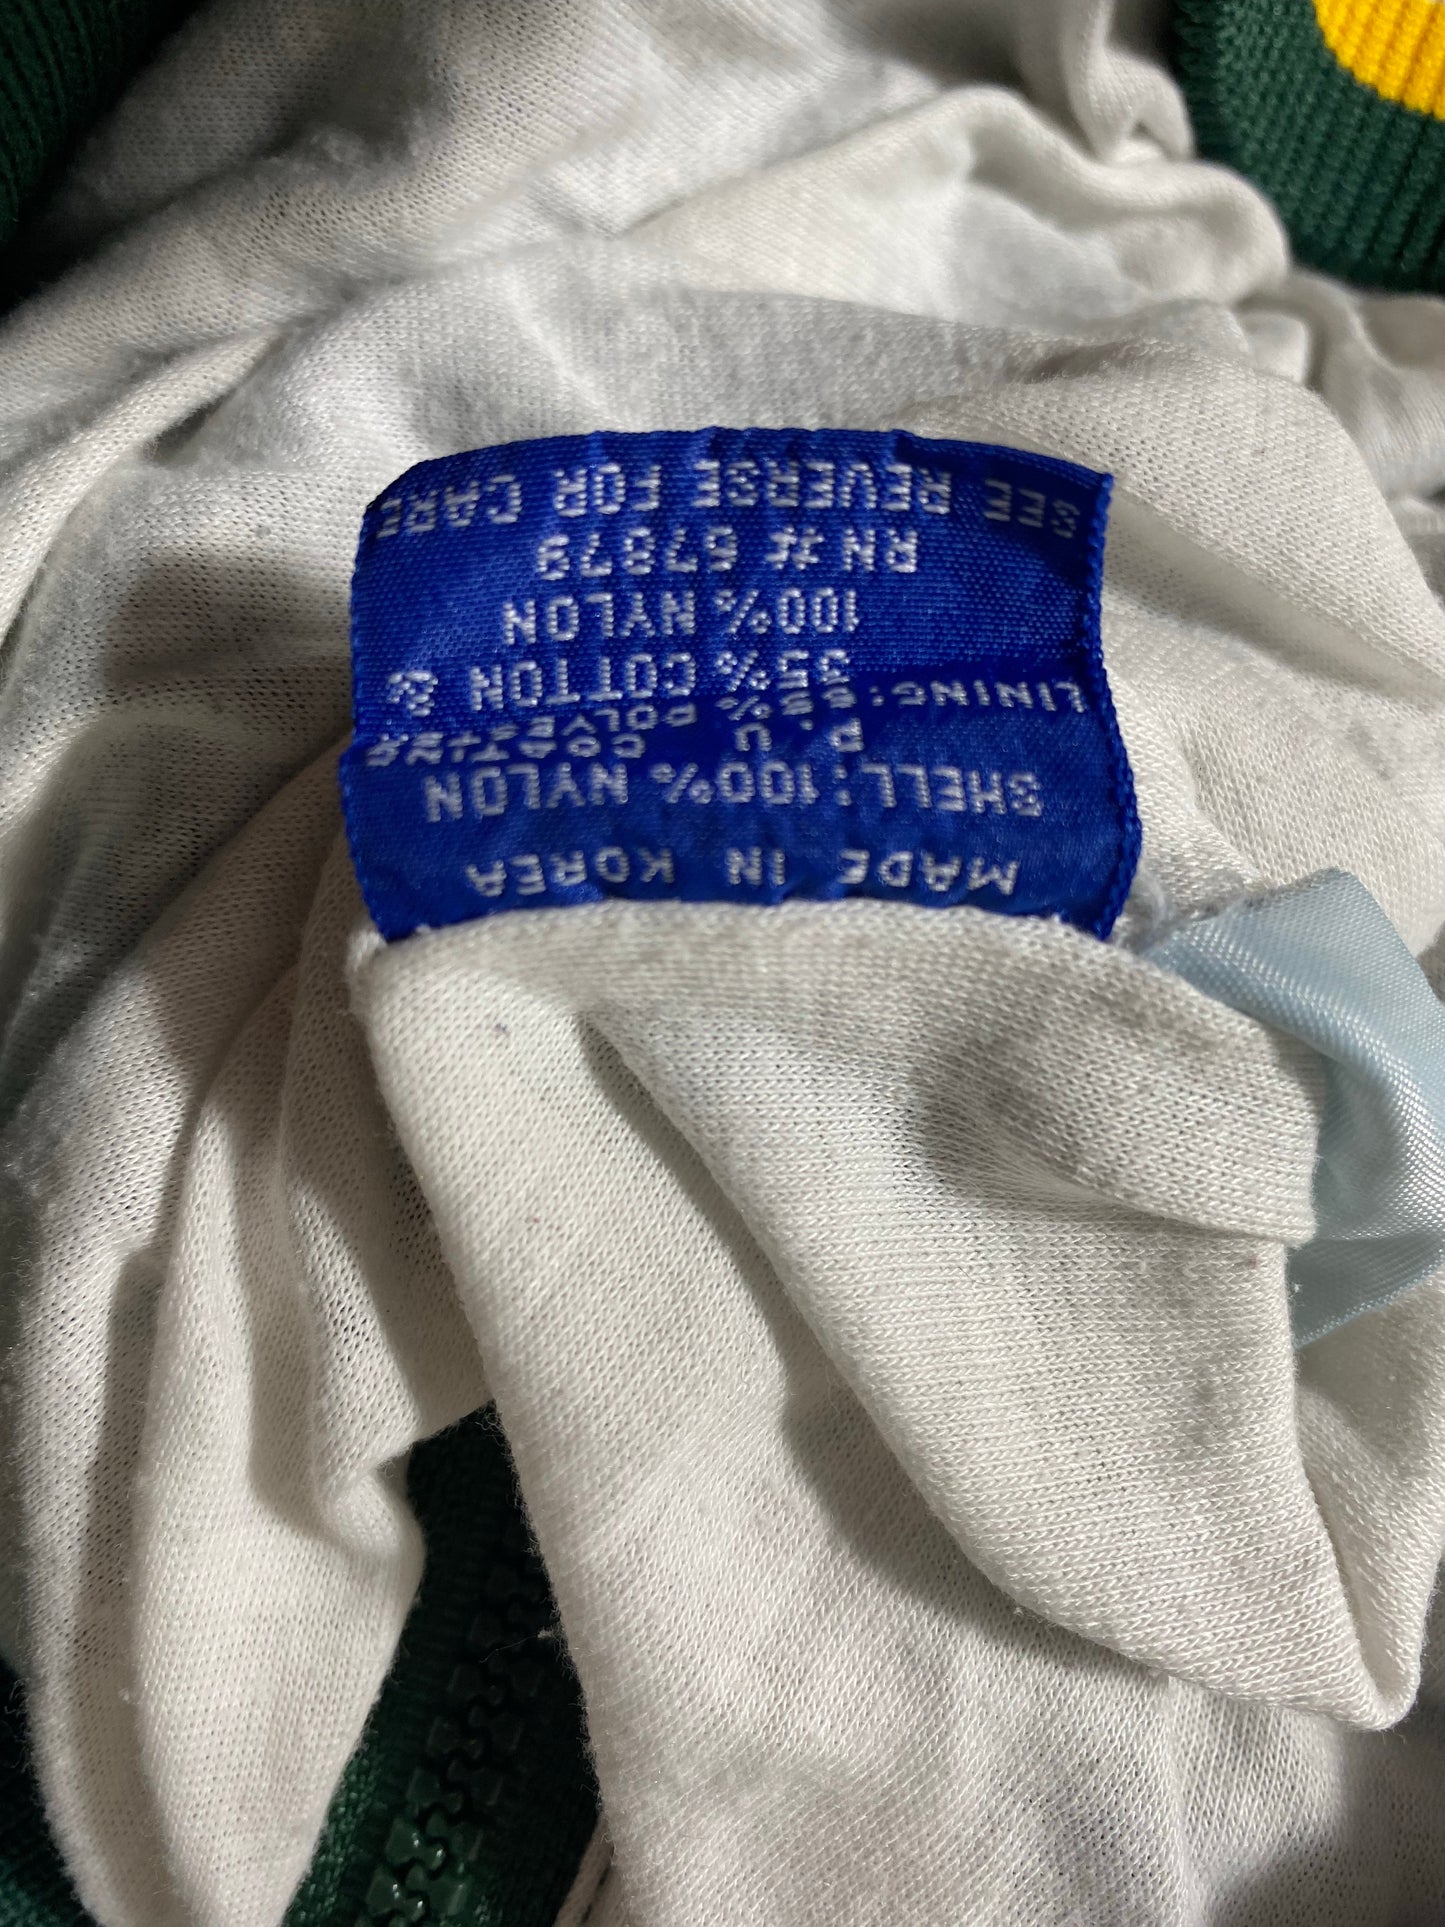 MADE IN KOREA
SHELL:100% NYLON
P.U COATING
LINING:65% POLYESTER
35% COTTON &
100% NYLON
RN # 67879
SEE REVERSE FOR CARE